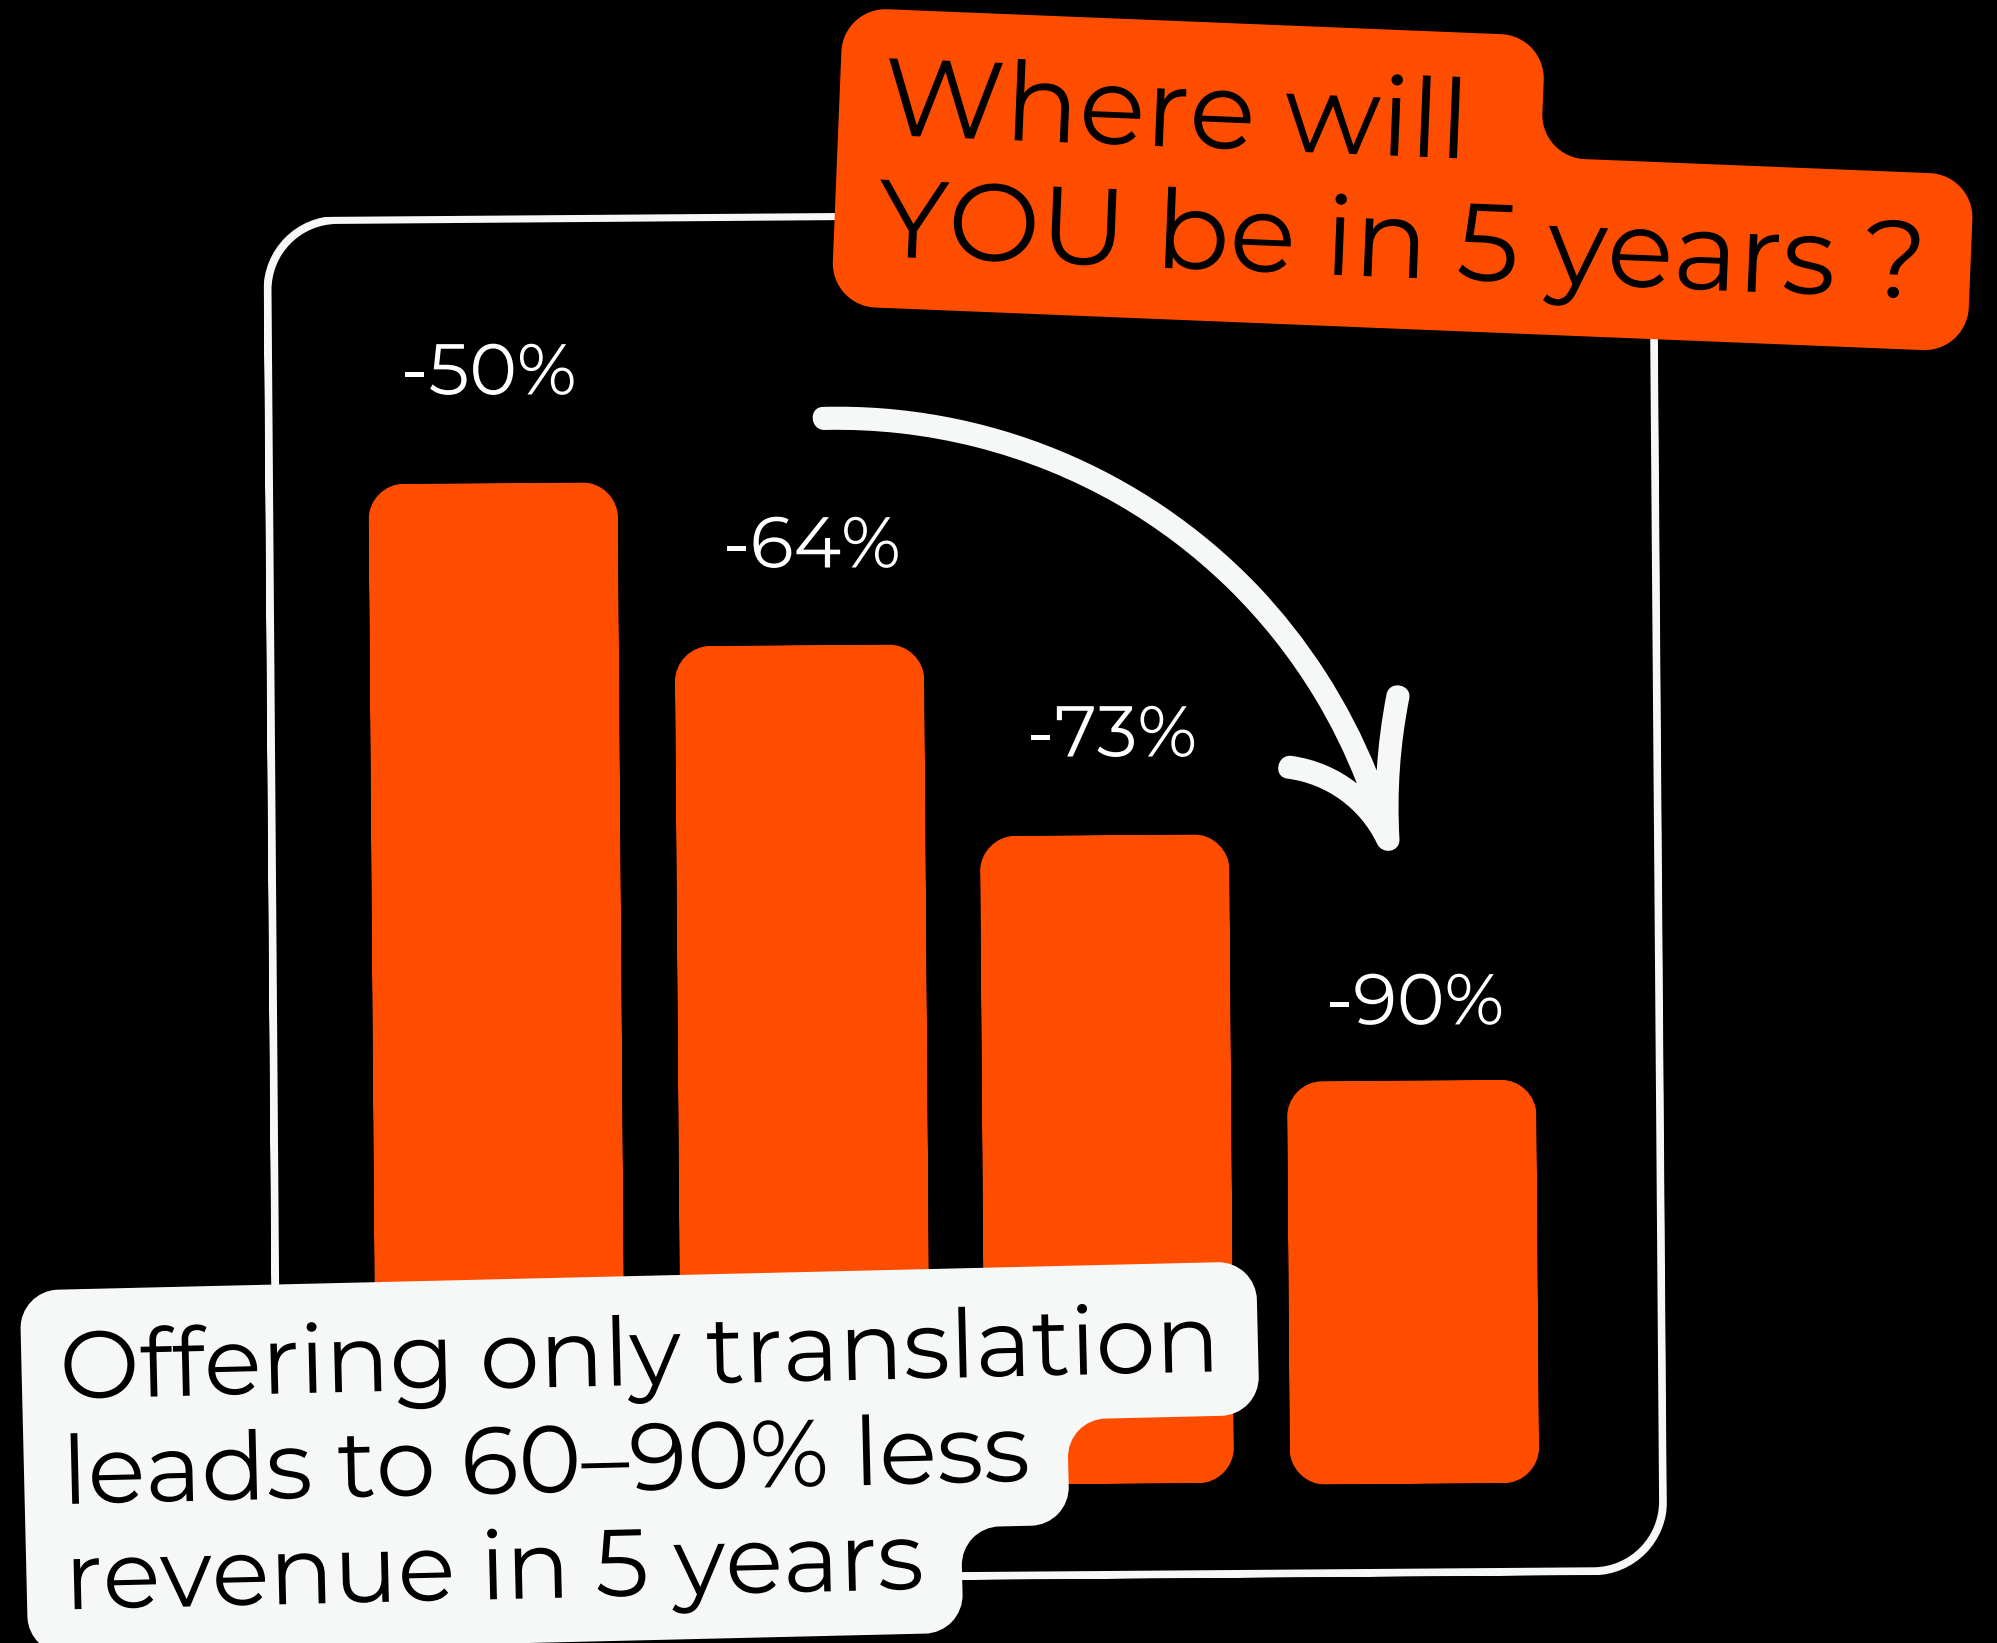 Where will
YOU be in 5 years ?
-50%
-64%
-73%
-90%
Offering only translation
leads to 60–90% less
revenue in 5 years